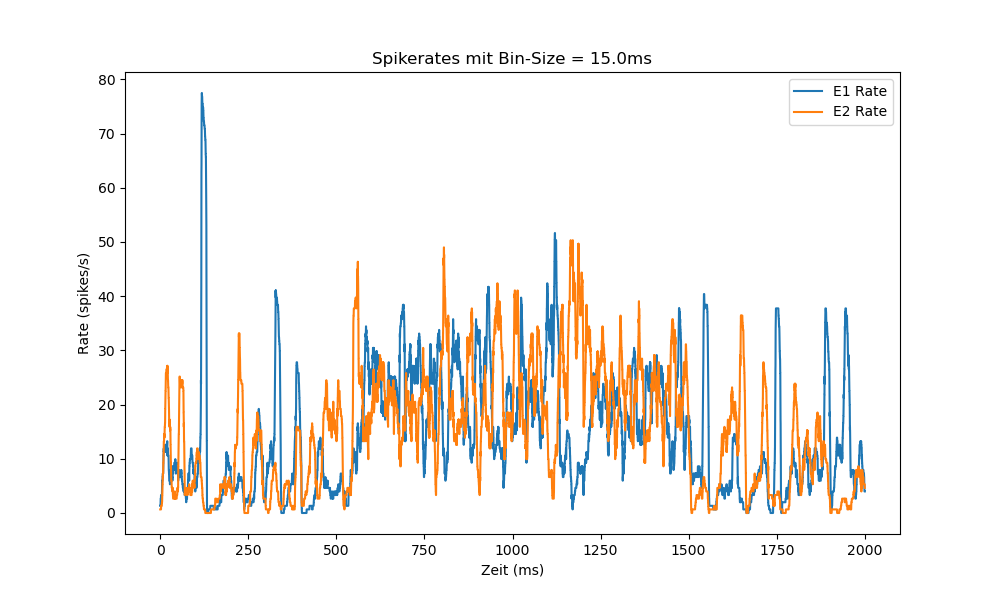 Spikerates mit Bin-Size = 15.0ms
E1 Rate
E2 Rate
Rate (spikes/s)
80
70
60
50
40
30
20
10
0
0 250 500 750 1000 1250 1500 1750 2000
Zeit (ms)